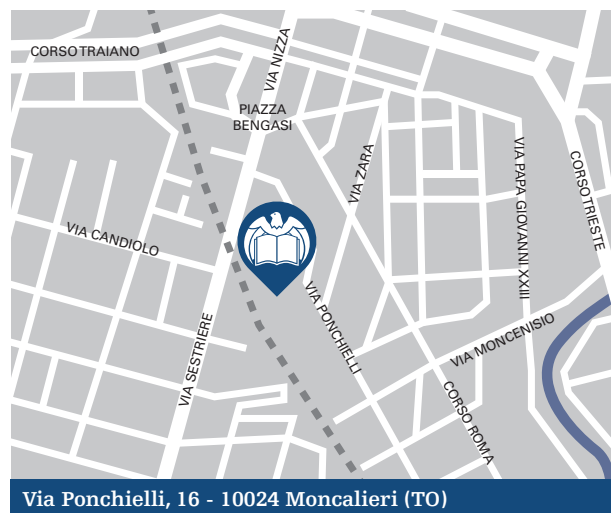 CORSO TRAIANO
VIA NIZZA
PIAZZA
BENGASI
VIA ZARA
VIA PAPA GIOVANNI XXIII
CORSO TRIESTE
VIA CANDIOLO
VIA PONCHIELLI
VIA SESTRIERE
VIA MONCENISIO
CORSO ROMA
Via Ponchielli, 16 - 10024 Moncalieri (TO)